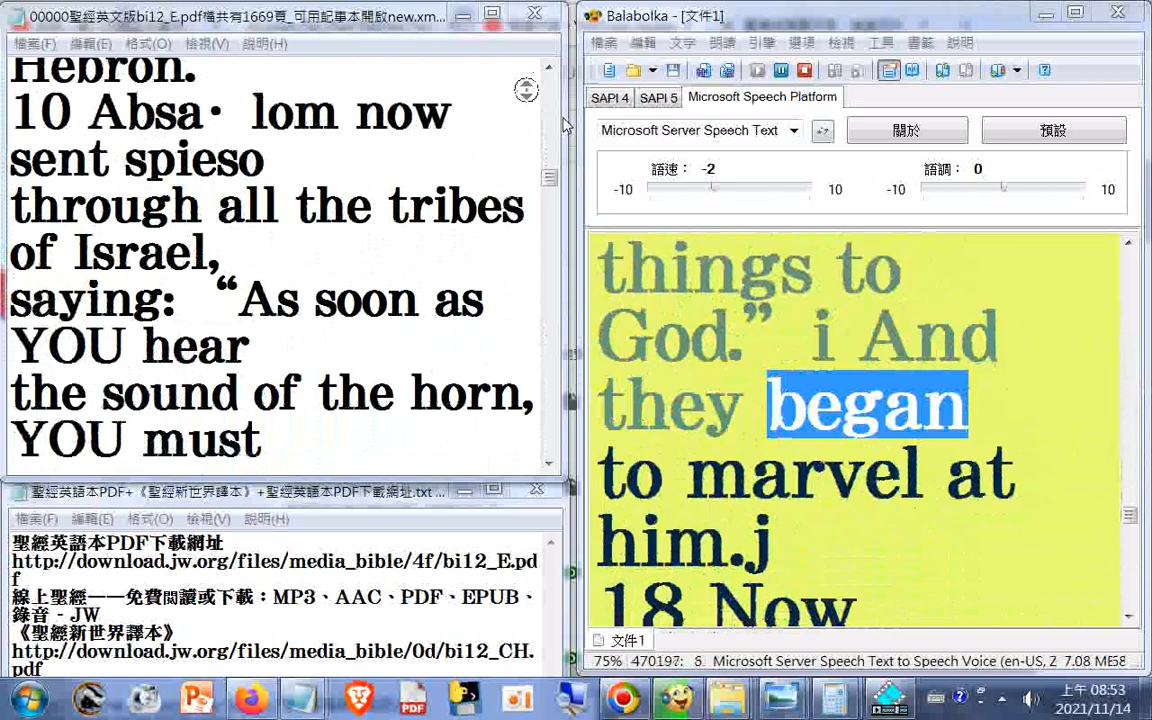 00000聖經英文版bi12_E.pdf檔共有1669頁_可用記事本開啟new.xm...
檔案(F) 編輯(E) 格式(O) 檢視(V) 說明(H)
Hebron.
10 Absa· lom now
sent spieso
through all the tribes
of Israel,
saying: “As soon as
YOU hear
the sound of the horn,
YOU must
聖經英語本PDF+《聖經新世界譯本》+聖經英語本PDF下載網址.txt ...
檔案(F) 編輯(E) 格式(O) 檢視(V) 說明(H)
聖經英語本PDF下載網址
http://download.jw.org/files/media_bible/4f/bi12_E.pd
f
線上聖經——免費閱讀或下載：MP3、AAC、PDF、EPUB、
錄音 - JW
《聖經新世界譯本》
http://download.jw.org/files/media_bible/0d/bi12_CH.
pdf
Balabolka - [文件1]
檔案 編輯 文字 朗讀 引擎 選項 檢視 工具 書籤 說明
SAPI 4 SAPI 5 Microsoft Speech Platform
Microsoft Server Speech Text 關於 預設
語速： -2 語調： 0
-10 10 -10 10
things to
God.” i And
they began
to marvel at
him.j
18 Now
文件1
75% 470197: 6 Microsoft Server Speech Text to Speech Voice (en-US, Z 7.08 ME58
PDF
上午 08:53
2021/11/14